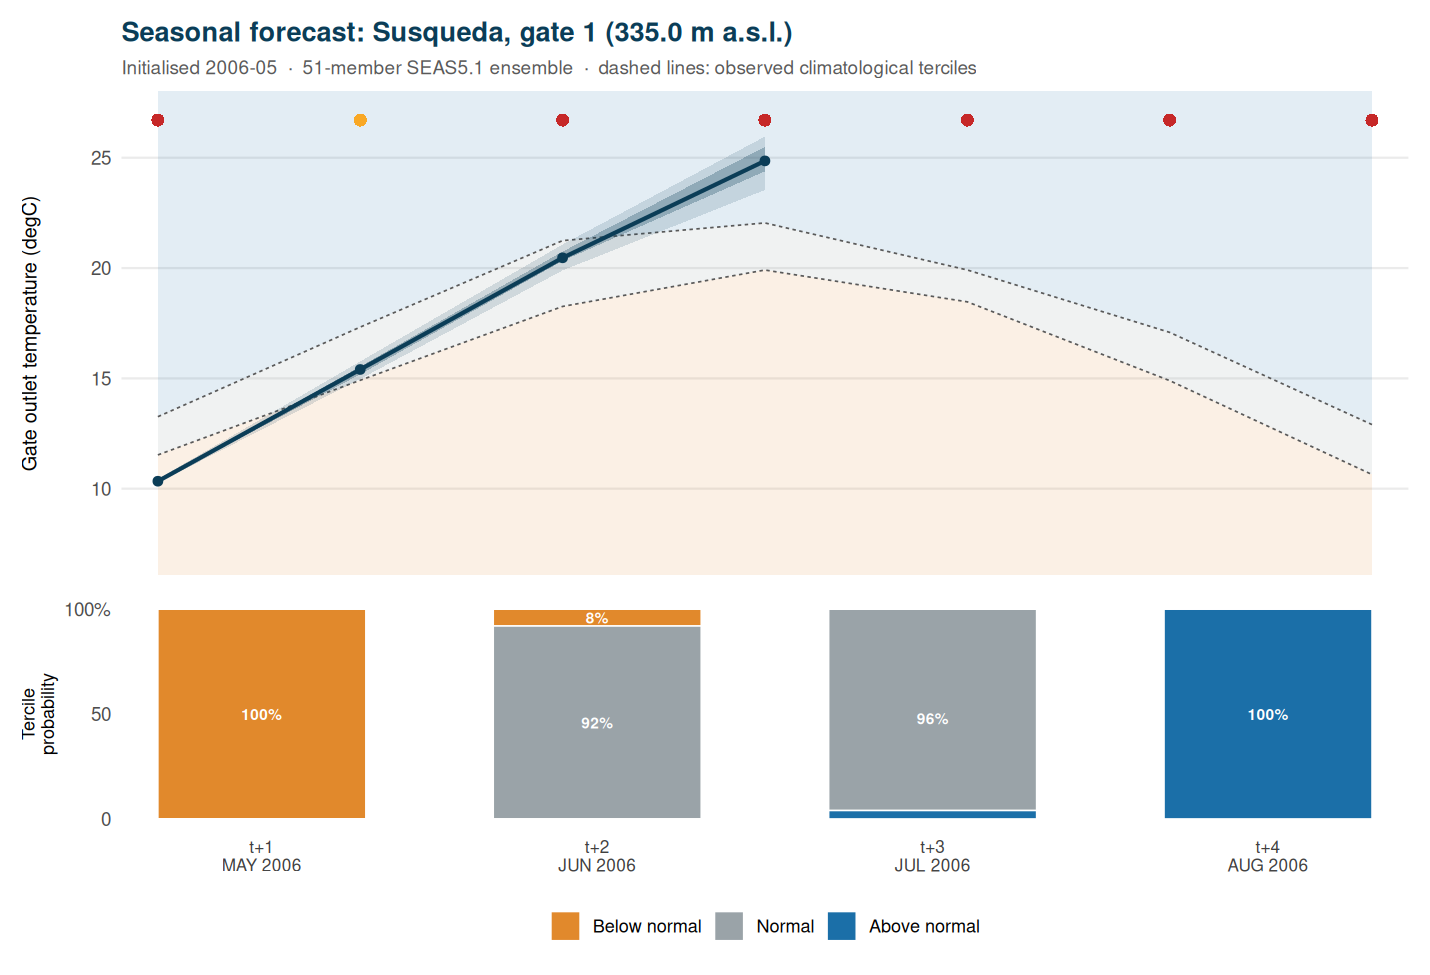 Seasonal forecast: Susqueda, gate 1 (335.0 m a.s.l.)
Initialised 2006-05 · 51-member SEAS5.1 ensemble · dashed lines: observed climatological terciles
Gate outlet temperature (degC)
25
20
15
10
Tercile
probability
100%
50
0
100%
8%
92%
96%
100%
t+1
MAY 2006
t+2
JUN 2006
t+3
JUL 2006
t+4
AUG 2006
Below normal
Normal
Above normal